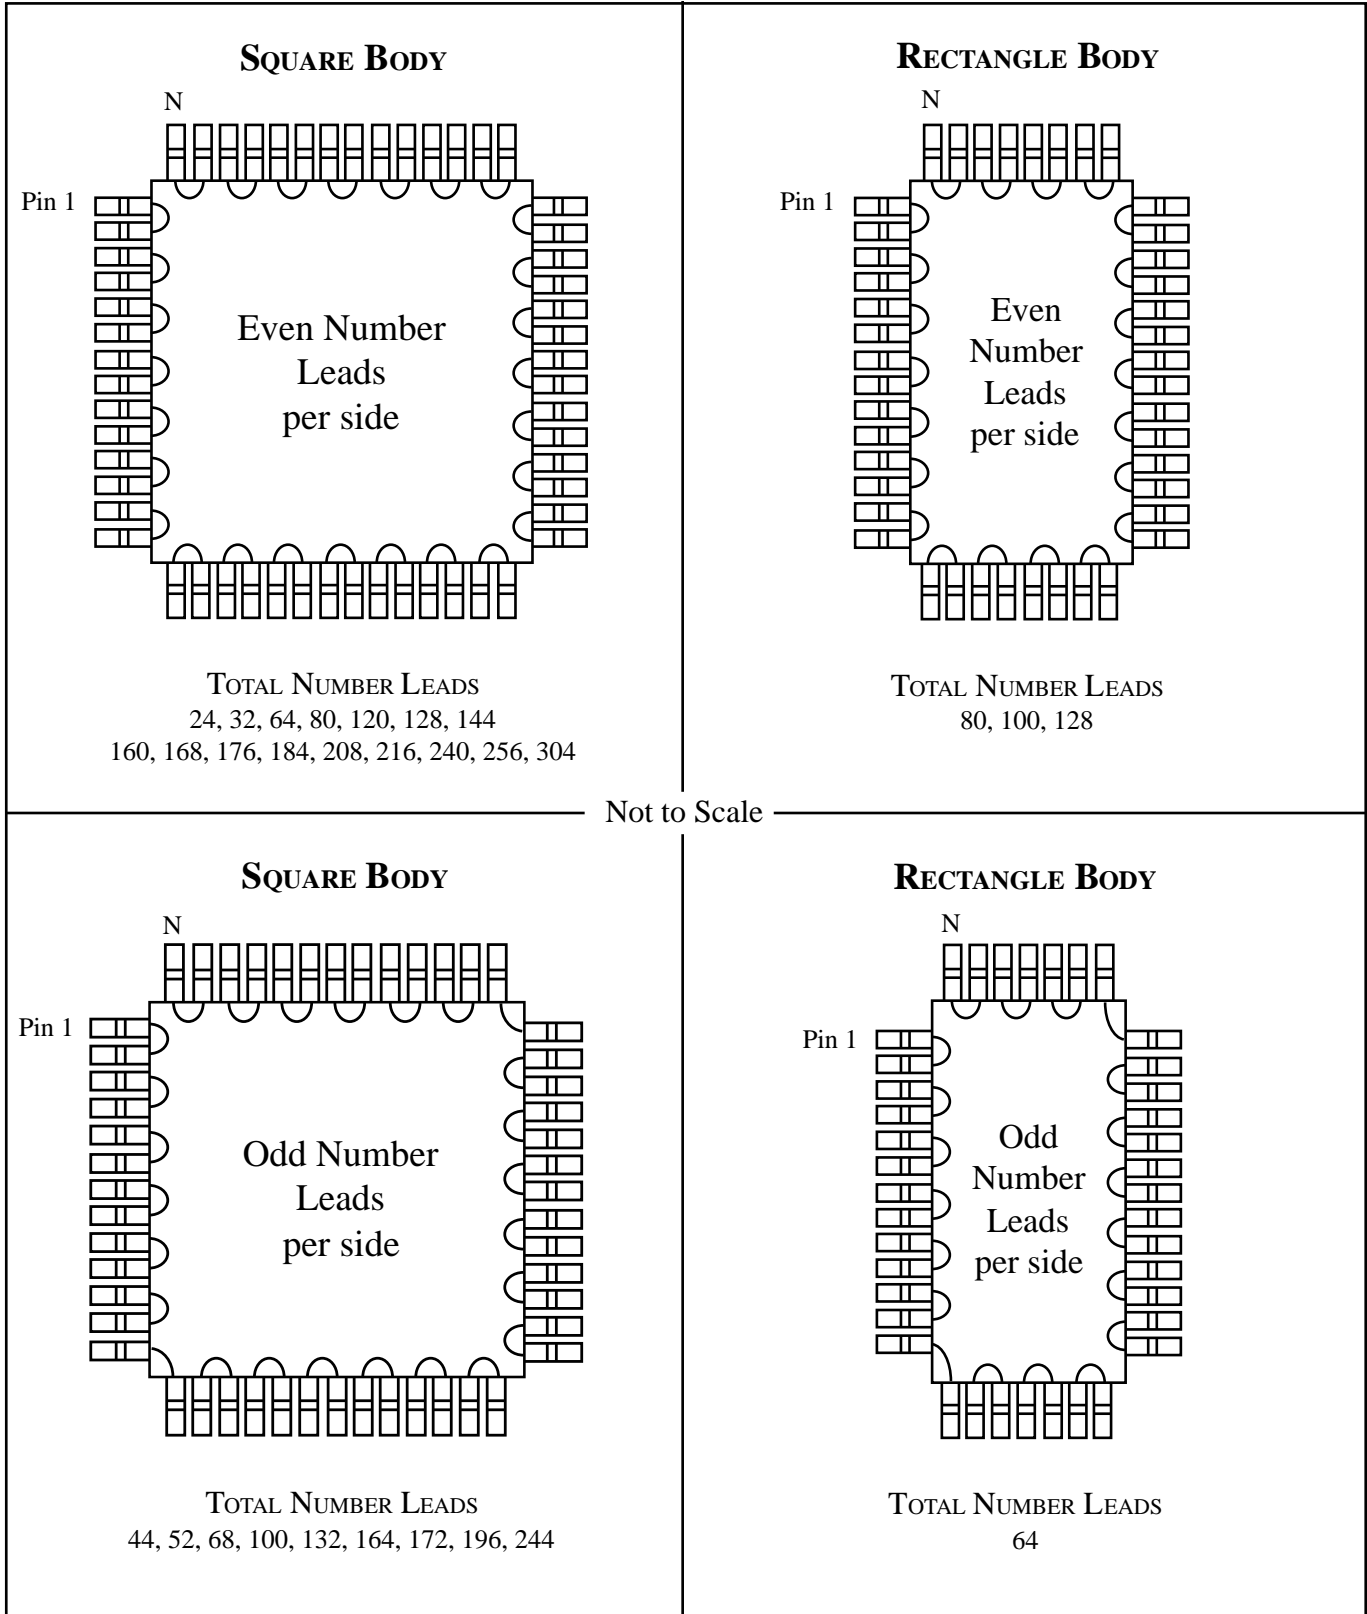 SQUARE BODY
N
Pin 1
Even Number
Leads
per side
TOTAL NUMBER LEADS
24, 32, 64, 80, 120, 128, 144
160, 168, 176, 184, 208, 216, 240, 256, 304
RECTANGLE BODY
N
Pin 1
Even
Number
Leads
per side
TOTAL NUMBER LEADS
80, 100, 128
Not to Scale
SQUARE BODY
N
Pin 1
Odd Number
Leads
per side
TOTAL NUMBER LEADS
44, 52, 68, 100, 132, 164, 172, 196, 244
RECTANGLE BODY
N
Pin 1
Odd
Number
Leads
per side
TOTAL NUMBER LEADS
64